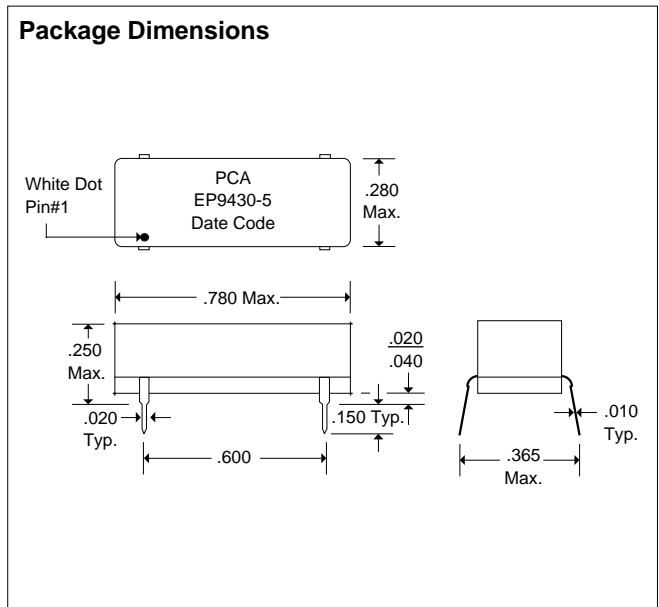 Package Dimensions
PCA
EP9430-5
Date Code
White Dot
Pin#1
.280
Max.
.780 Max.
.250
Max.
.020
.040
.020
Typ.
.150 Typ.
.600
.010
Typ.
.365
Max.